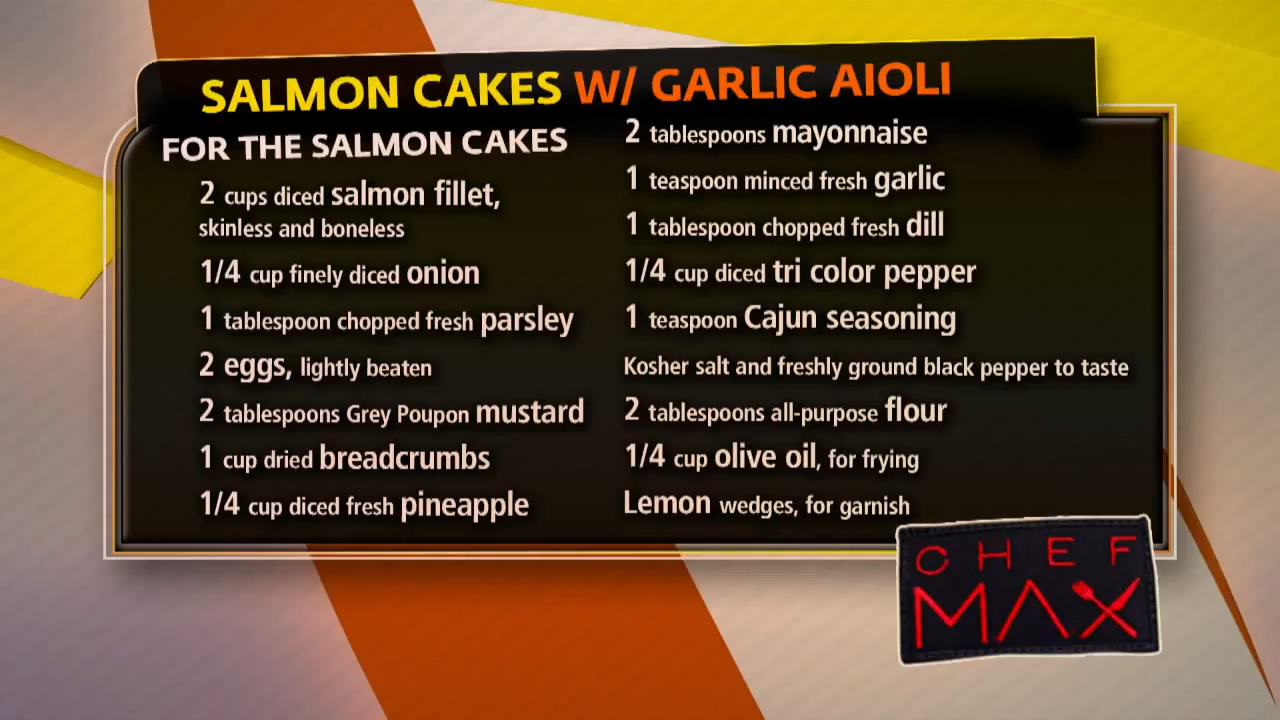 SALMON CAKES W/ GARLIC AIOLI
FOR THE SALMON CAKES
2 cups diced salmon fillet,
skinless and boneless
1/4 cup finely diced onion
1 tablespoon chopped fresh parsley
2 eggs, lightly beaten
2 tablespoons Grey Poupon mustard
1 cup dried breadcrumbs
1/4 cup diced fresh pineapple
2 tablespoons mayonnaise
1 teaspoon minced fresh garlic
1 tablespoon chopped fresh dill
1/4 cup diced tri color pepper
1 teaspoon Cajun seasoning
Kosher salt and freshly ground black pepper to taste
2 tablespoons all-purpose flour
1/4 cup olive oil, for frying
Lemon wedges, for garnish
CHEF
MAX